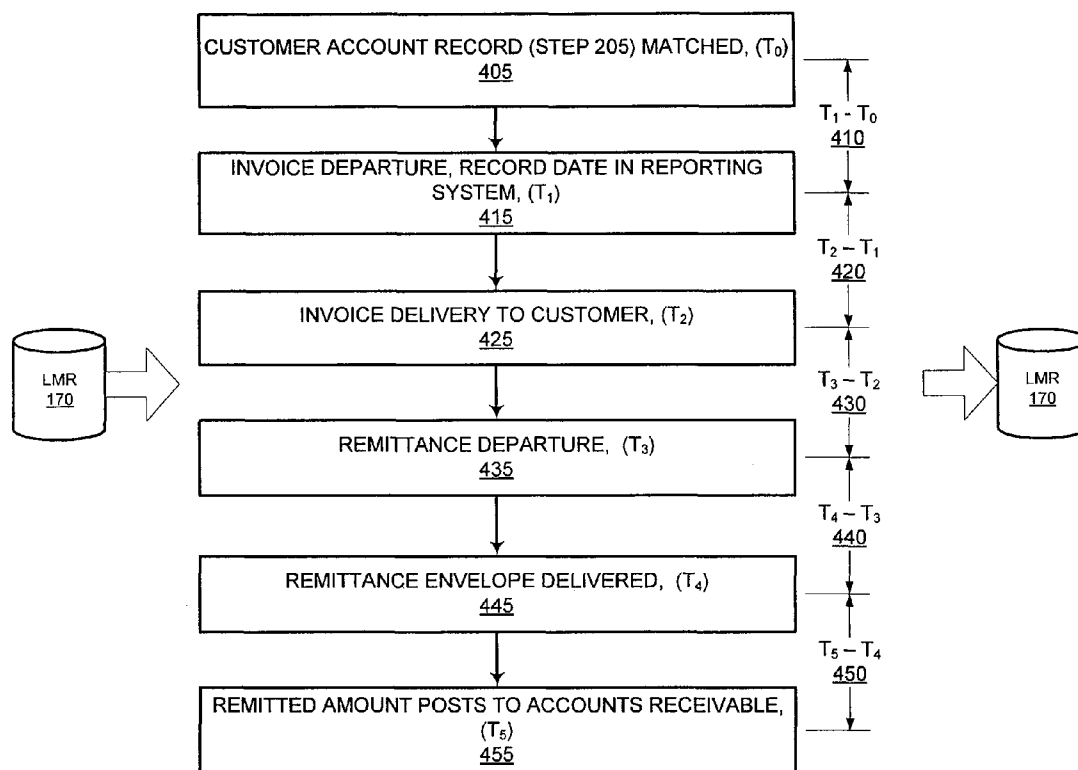 CUSTOMER ACCOUNT RECORD (STEP 205) MATCHED, (T₀)
405
T₁ - T₀
410
INVOICE DEPARTURE, RECORD DATE IN REPORTING
SYSTEM, (T₁)
415
T₂ – T₁
420
INVOICE DELIVERY TO CUSTOMER, (T₂)
425
LMR
170
T₃ – T₂
430
LMR
170
REMITTANCE DEPARTURE, (T₃)
435
T₄ – T₃
440
REMITTANCE ENVELOPE DELIVERED, (T₄)
445
T₅ – T₄
450
REMITTED AMOUNT POSTS TO ACCOUNTS RECEIVABLE,
(T₅)
455